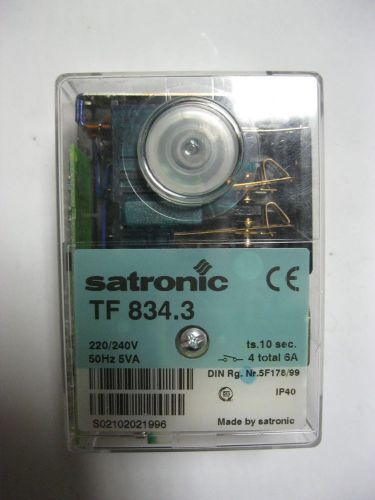 satronic CE
TF 834.3
220/240V ts.10 sec.
50Hz 5VA 4 total 6A
DIN Rg. Nr.5F178/99
IP40
S02102021996 Made by satronic